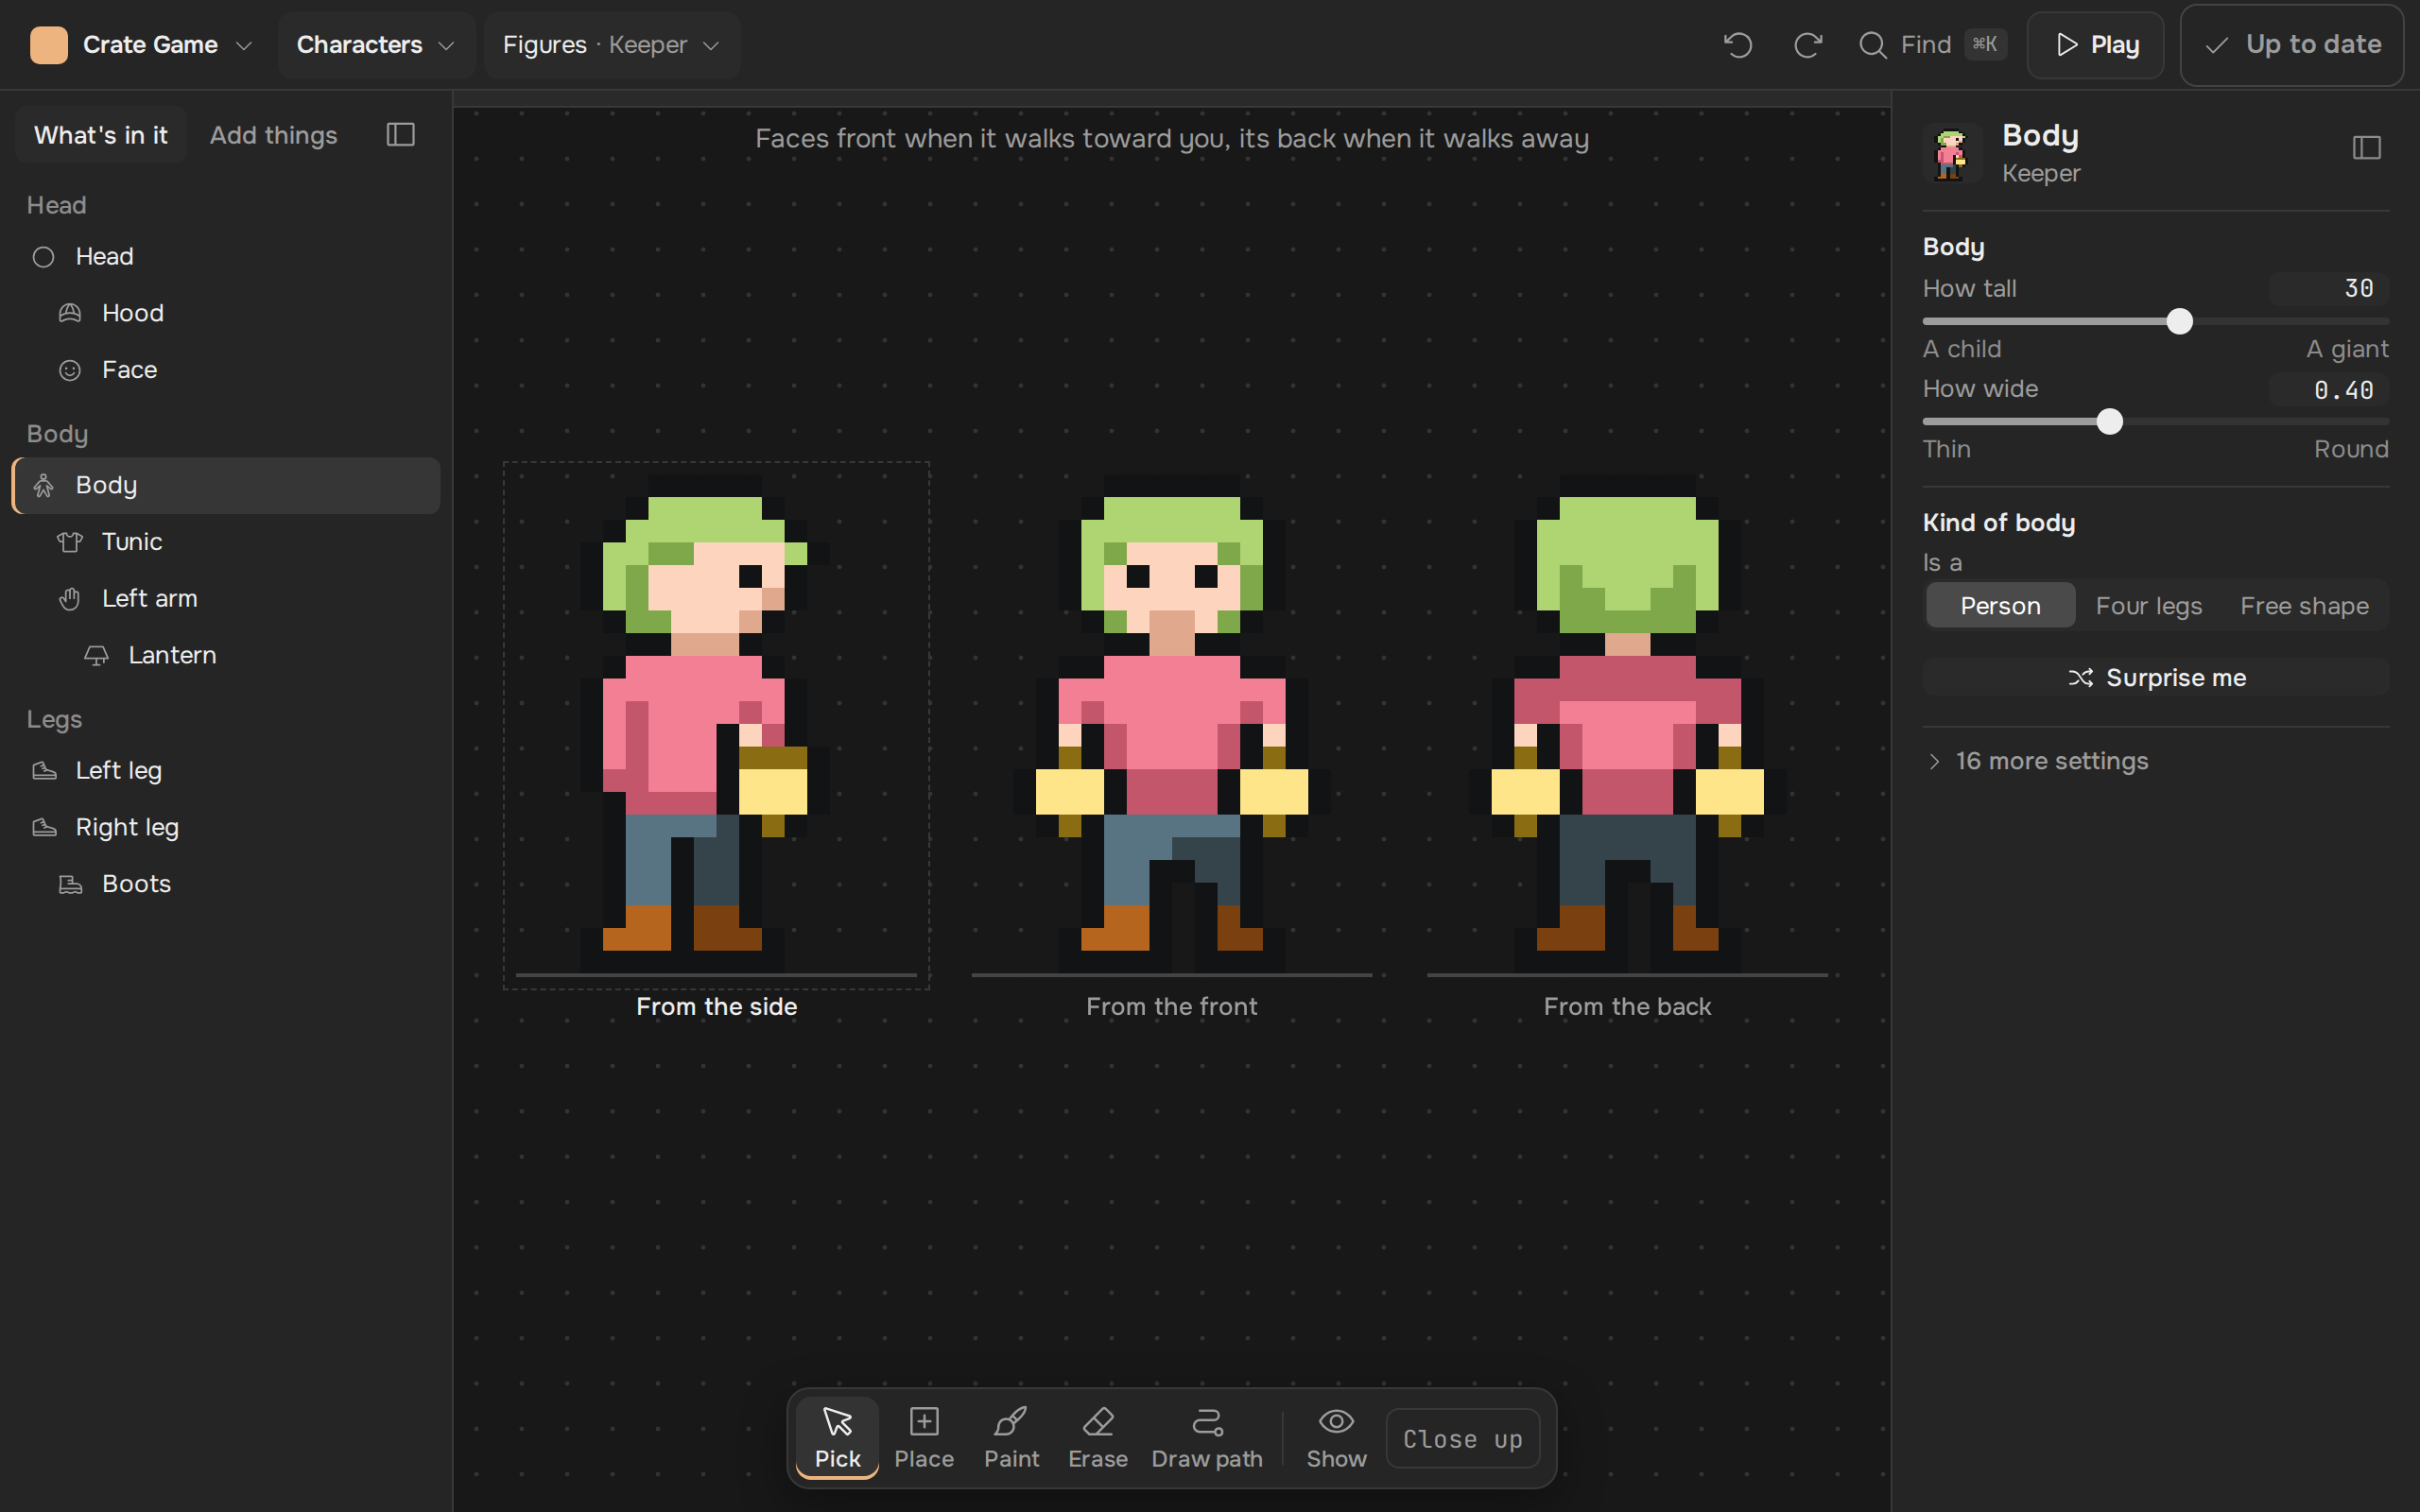 Crate Game
Characters
Figures · Keeper
Find ⌘K
Play
Up to date
What's in it
Add things
Head
Head
Hood
Face
Body
Body
Tunic
Left arm
Lantern
Legs
Left leg
Right leg
Boots
Faces front when it walks toward you, its back when it walks away
From the side
From the front
From the back
Pick
Place
Paint
Erase
Draw path
Show
Close up
Body
Keeper
Body
How tall 30
A child A giant
How wide 0.40
Thin Round
Kind of body
Is a
Person Four legs Free shape
Surprise me
16 more settings